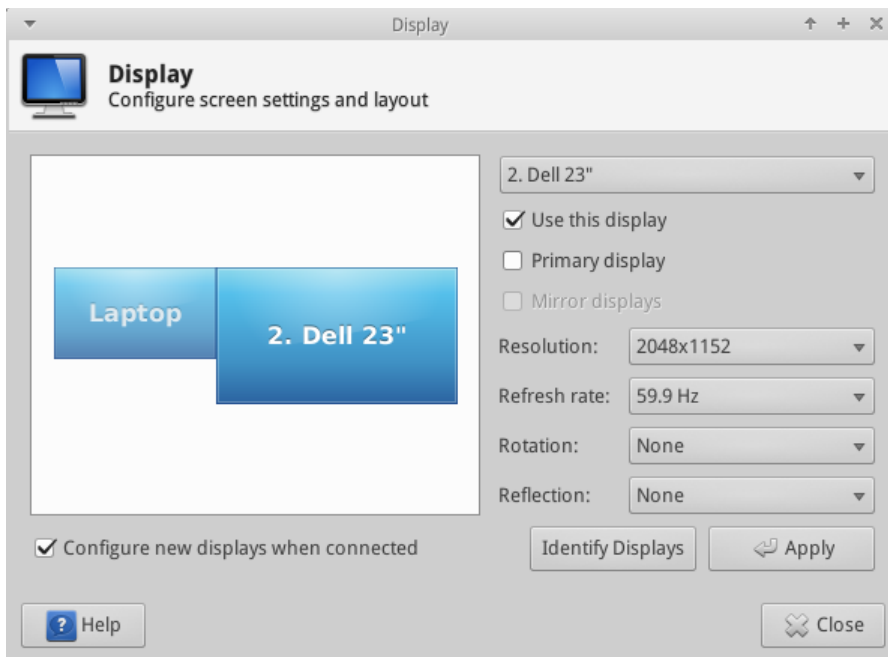 Display
Display
Configure screen settings and layout
2. Dell 23"
Use this display
Primary display
Mirror displays
Laptop
2. Dell 23"
Resolution: 2048x1152
Refresh rate: 59.9 Hz
Rotation: None
Reflection: None
Configure new displays when connected
Identify Displays
Apply
Help
Close